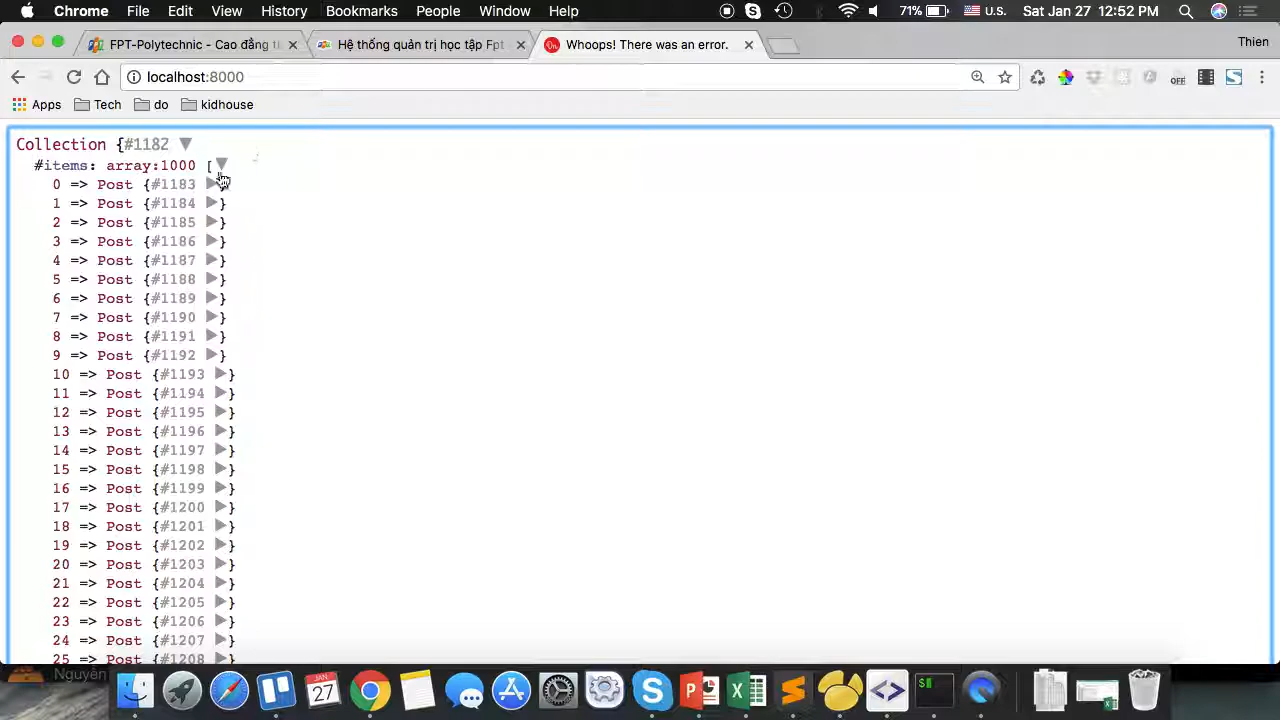 Chrome File Edit View History Bookmarks People Window Help 71% U.S. Sat Jan 27 12:52 PM
FPT-Polytechnic - Cao đẳng t Hệ thống quản trị học tập Fpt Whoops! There was an error. Thien
localhost:8000
OFF
Apps Tech do kidhouse
Collection {#1182
#items: array:1000 [
0 => Post {#1183 }
1 => Post {#1184 }
2 => Post {#1185 }
3 => Post {#1186 }
4 => Post {#1187 }
5 => Post {#1188 }
6 => Post {#1189 }
7 => Post {#1190 }
8 => Post {#1191 }
9 => Post {#1192 }
10 => Post {#1193 }
11 => Post {#1194 }
12 => Post {#1195 }
13 => Post {#1196 }
14 => Post {#1197 }
15 => Post {#1198 }
16 => Post {#1199 }
17 => Post {#1200 }
18 => Post {#1201 }
19 => Post {#1202 }
20 => Post {#1203 }
21 => Post {#1204 }
22 => Post {#1205 }
23 => Post {#1206 }
24 => Post {#1207 }
25 => Post {#1208 }
Nguyễn
JAN
27